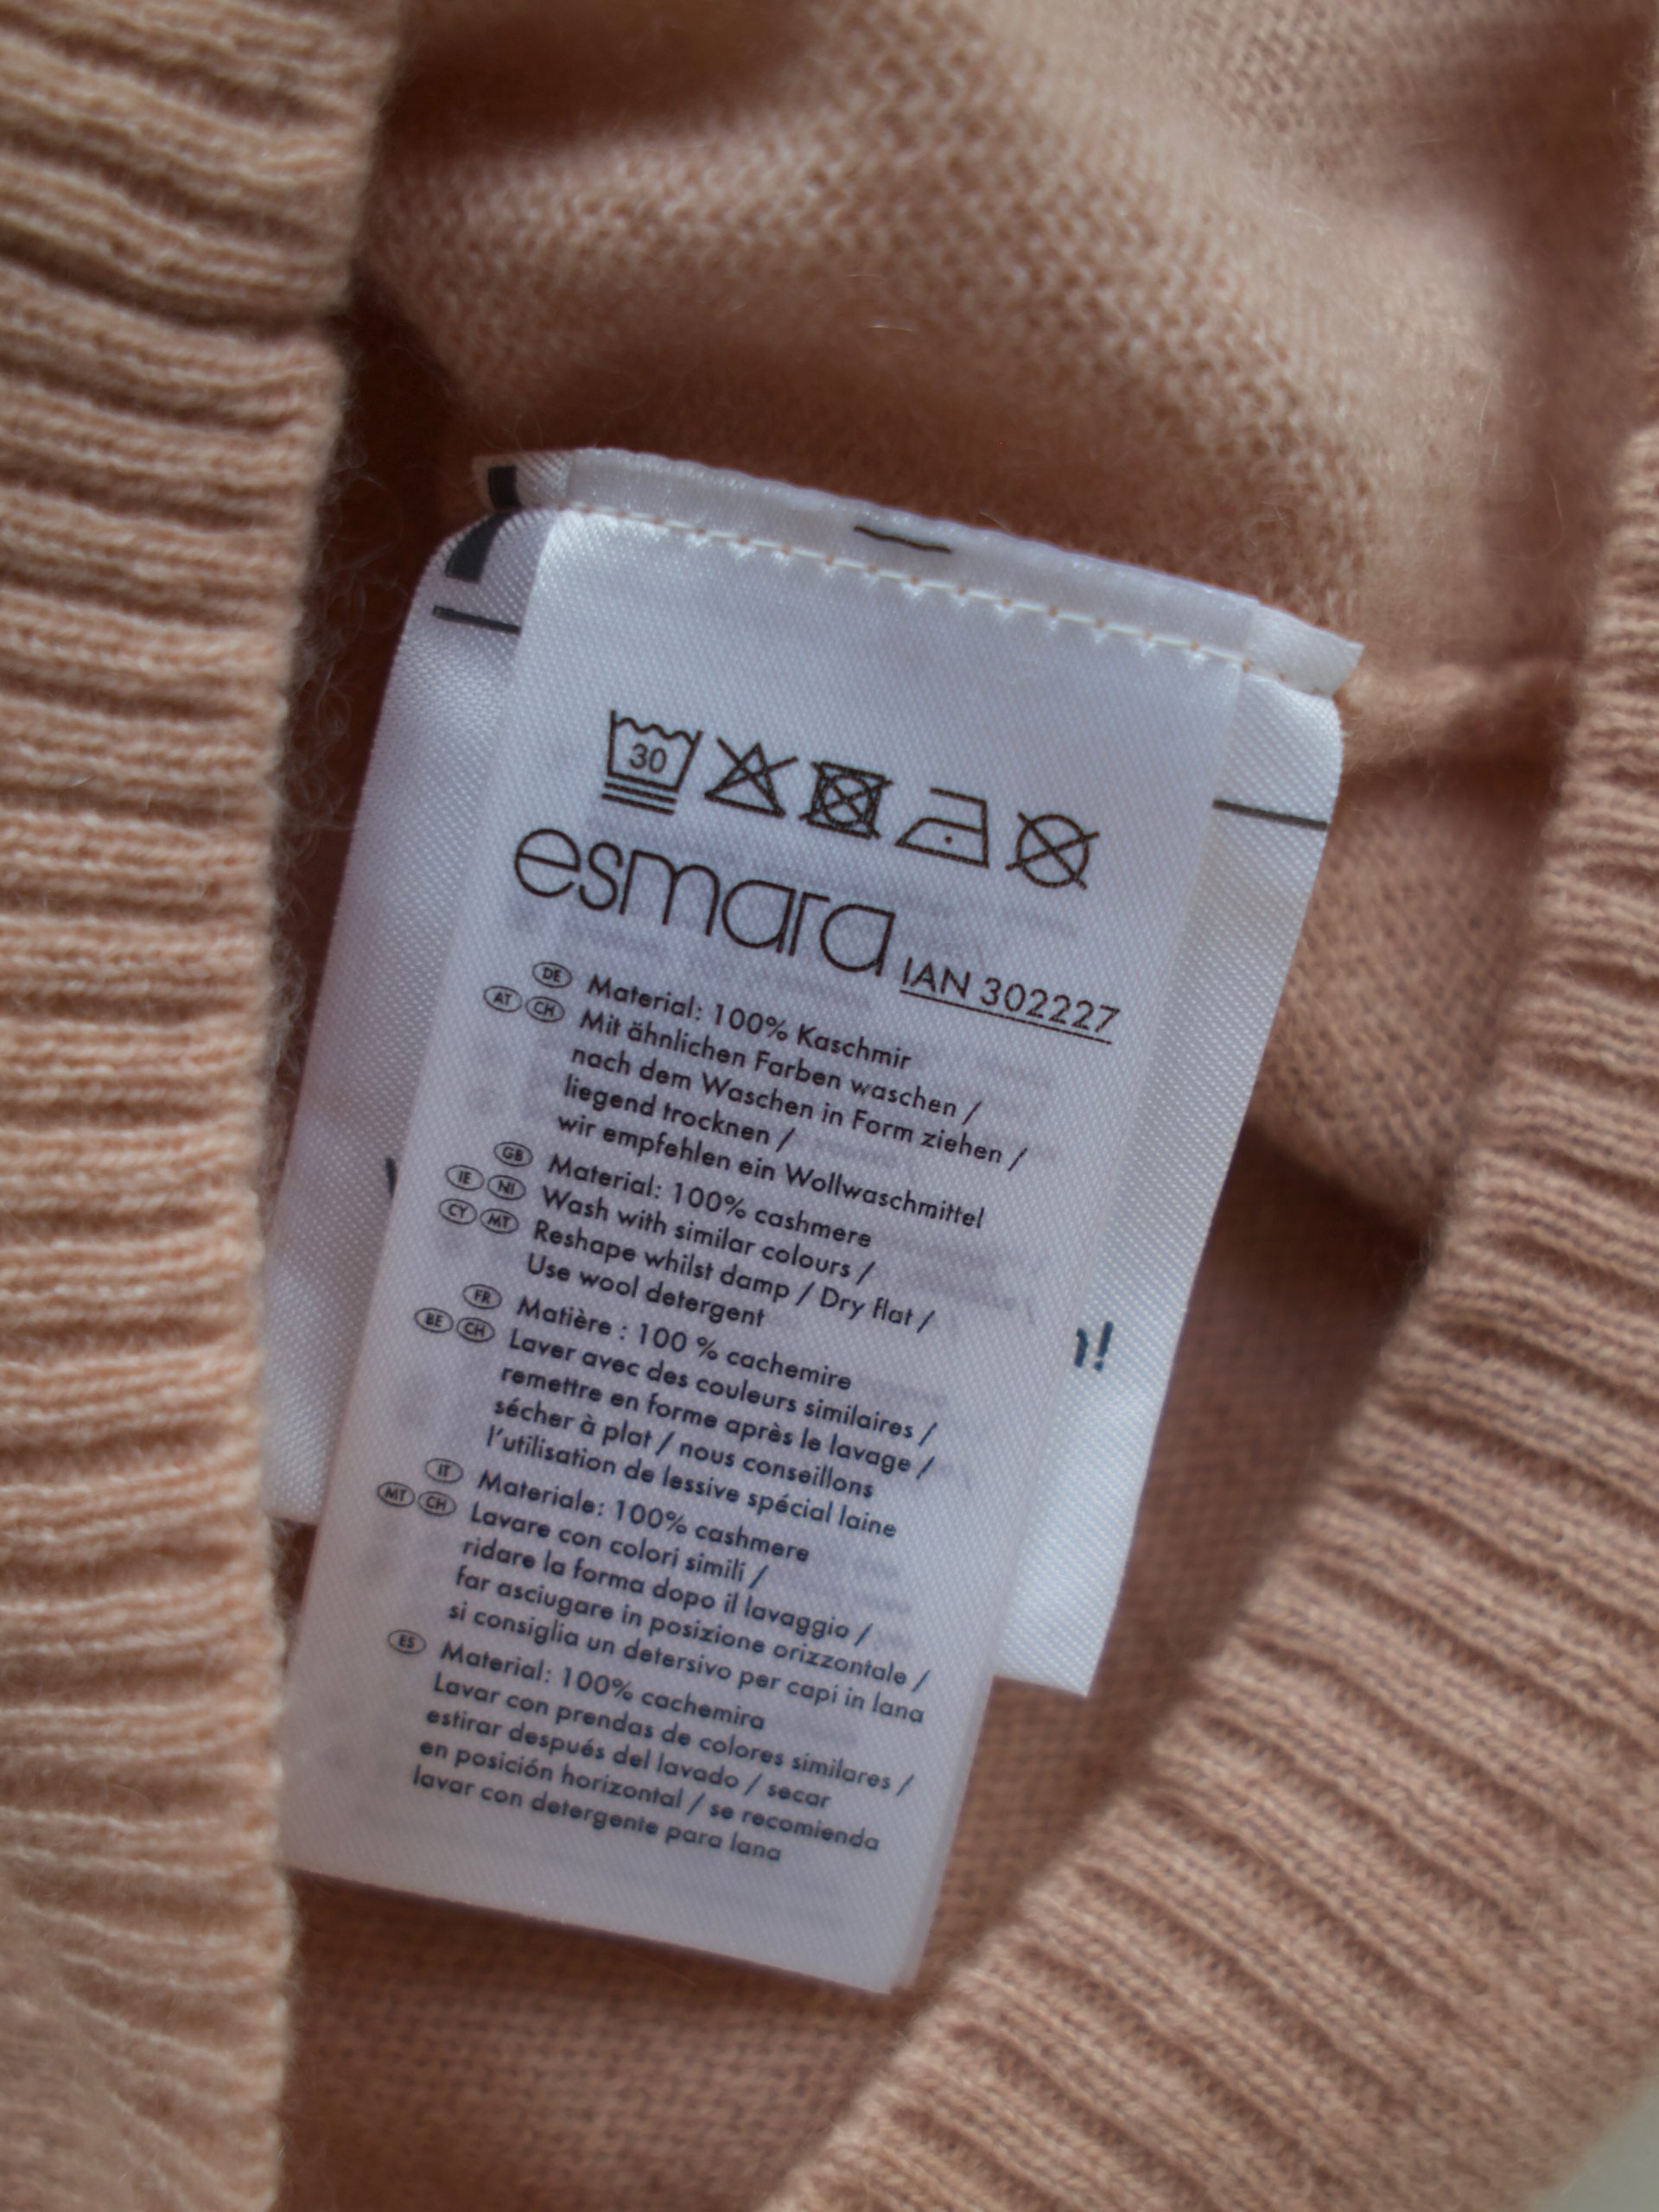 30
esmara IAN 302227
DE Material: 100% Kaschmir
AT CH Mit ähnlichen Farben waschen /
nach dem Waschen in Form ziehen /
liegend trocknen /
wir empfehlen ein Wollwaschmittel
GB Material: 100% cashmere
IE NI Wash with similar colours /
CY MT Reshape whilst damp / Dry flat /
Use wool detergent
FR Matière : 100 % cachemire
BE CH Laver avec des couleurs similaires /
remettre en forme après le lavage /
sécher à plat / nous conseillons
l'utilisation de lessive spécial laine
IT Materiale: 100% cashmere
MT CH Lavare con colori simili /
ridare la forma dopo il lavaggio /
far asciugare in posizione orizzontale /
si consiglia un detersivo per capi in lana
ES Material: 100% cachemira
Lavar con prendas de colores similares /
estirar después del lavado / secar
en posición horizontal / se recomienda
lavar con detergente para lana